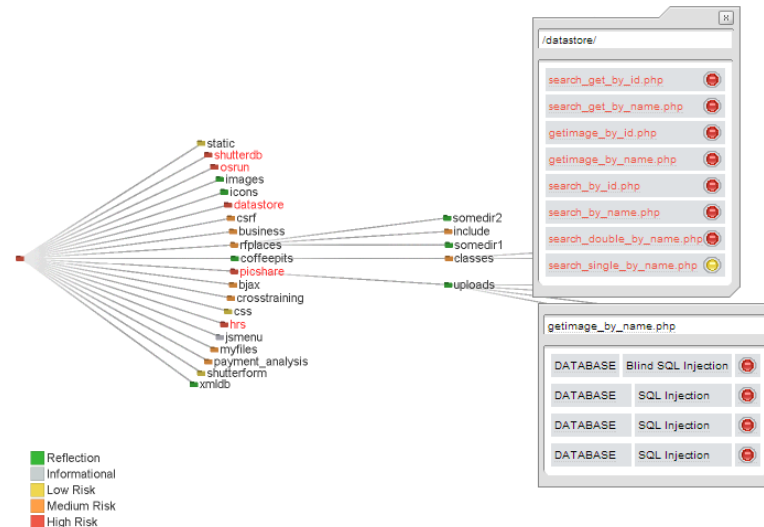 static
shutterdb
osrun
images
icons
datastore
csrf
business
rfplaces
coffeepits
picshare
bjax
crosstraining
css
hrs
jsmenu
myfiles
payment_analysis
shutterform
xmldb
somedir2
include
somedir1
classes
uploads
/datastore/
search_get_by_id.php
search_get_by_name.php
getimage_by_id.php
getimage_by_name.php
search_by_id.php
search_by_name.php
search_double_by_name.php
search_single_by_name.php
getimage_by_name.php
DATABASE Blind SQL Injection
DATABASE SQL Injection
DATABASE SQL Injection
DATABASE SQL Injection
Reflection
Informational
Low Risk
Medium Risk
High Risk